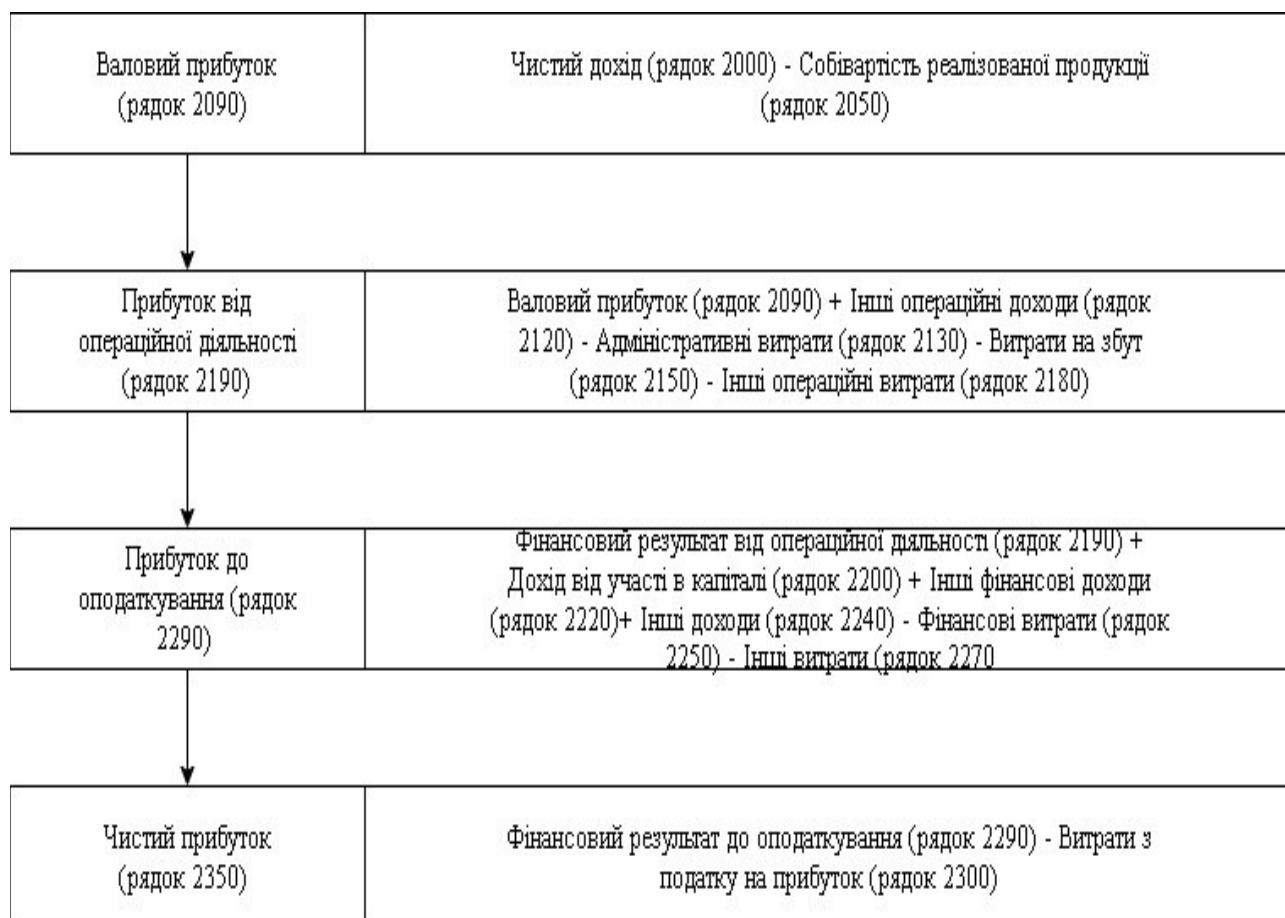 Валовий прибуток
(рядок 2090)
Чистий дохід (рядок 2000) - Собівартість реалізованої продукції
(рядок 2050)
Прибуток від
операційної діяльності
(рядок 2190)
Валовий прибуток (рядок 2090) + Інші операційні доходи (рядок
2120) - Адміністративні витрати (рядок 2130) - Витрати на збут
(рядок 2150) - Інші операційні витрати (рядок 2180)
Прибуток до
оподаткування (рядок
2290)
Фінансовий результат від операційної діяльності (рядок 2190) +
Дохід від участі в капіталі (рядок 2200) + Інші фінансові доходи
(рядок 2220)+ Інші доходи (рядок 2240) - Фінансові витрати (рядок
2250) - Інші витрати (рядок 2270
Чистий прибуток
(рядок 2350)
Фінансовий результат до оподаткування (рядок 2290) - Витрати з
податку на прибуток (рядок 2300)